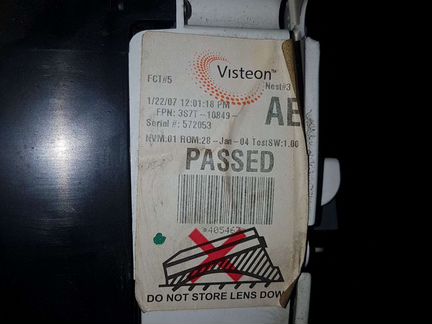 Visteon™
FCT#5
Nest#3
1/22/07 12:01:18 PM
FPN: 3S7T-10849-
AE
Serial #: 572053
NVM:01 ROM:28-Jan-04 TestSW:1.00
PASSED
DO NOT STORE LENS DOW